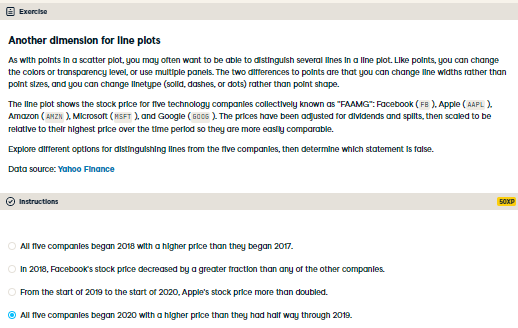 Exercise
Another dimension for line plots
As with points in a scatter plot, you may often want to be able to distinguish several lines in a line plot. Like points, you can change
the colors or transparency level, or use multiple panels. The two differences to points are that you can change line widths rather than
point sizes, and you can change linetype (solid, dashes, or dots) rather than point shape.
The line plot shows the stock price for five technology companies collectively known as "FAAMG": Facebook ( FB ), Apple ( AAPL ),
Amazon ( AMZN ), Microsoft ( MSFT ), and Google ( GOOG ). The prices have been adjusted for dividends and splits, then scaled to be
relative to their highest price over the time period so they are more easily comparable.
Explore different options for distinguishing lines from the five companies, then determine which statement is false.
Data source: Yahoo Finance
Instructions
50XP
All five companies began 2018 with a higher price than they began 2017.
In 2018, Facebook's stock price decreased by a greater fraction than any of the other companies.
From the start of 2019 to the start of 2020, Apple's stock price more than doubled.
All five companies began 2020 with a higher price than they had half way through 2019.